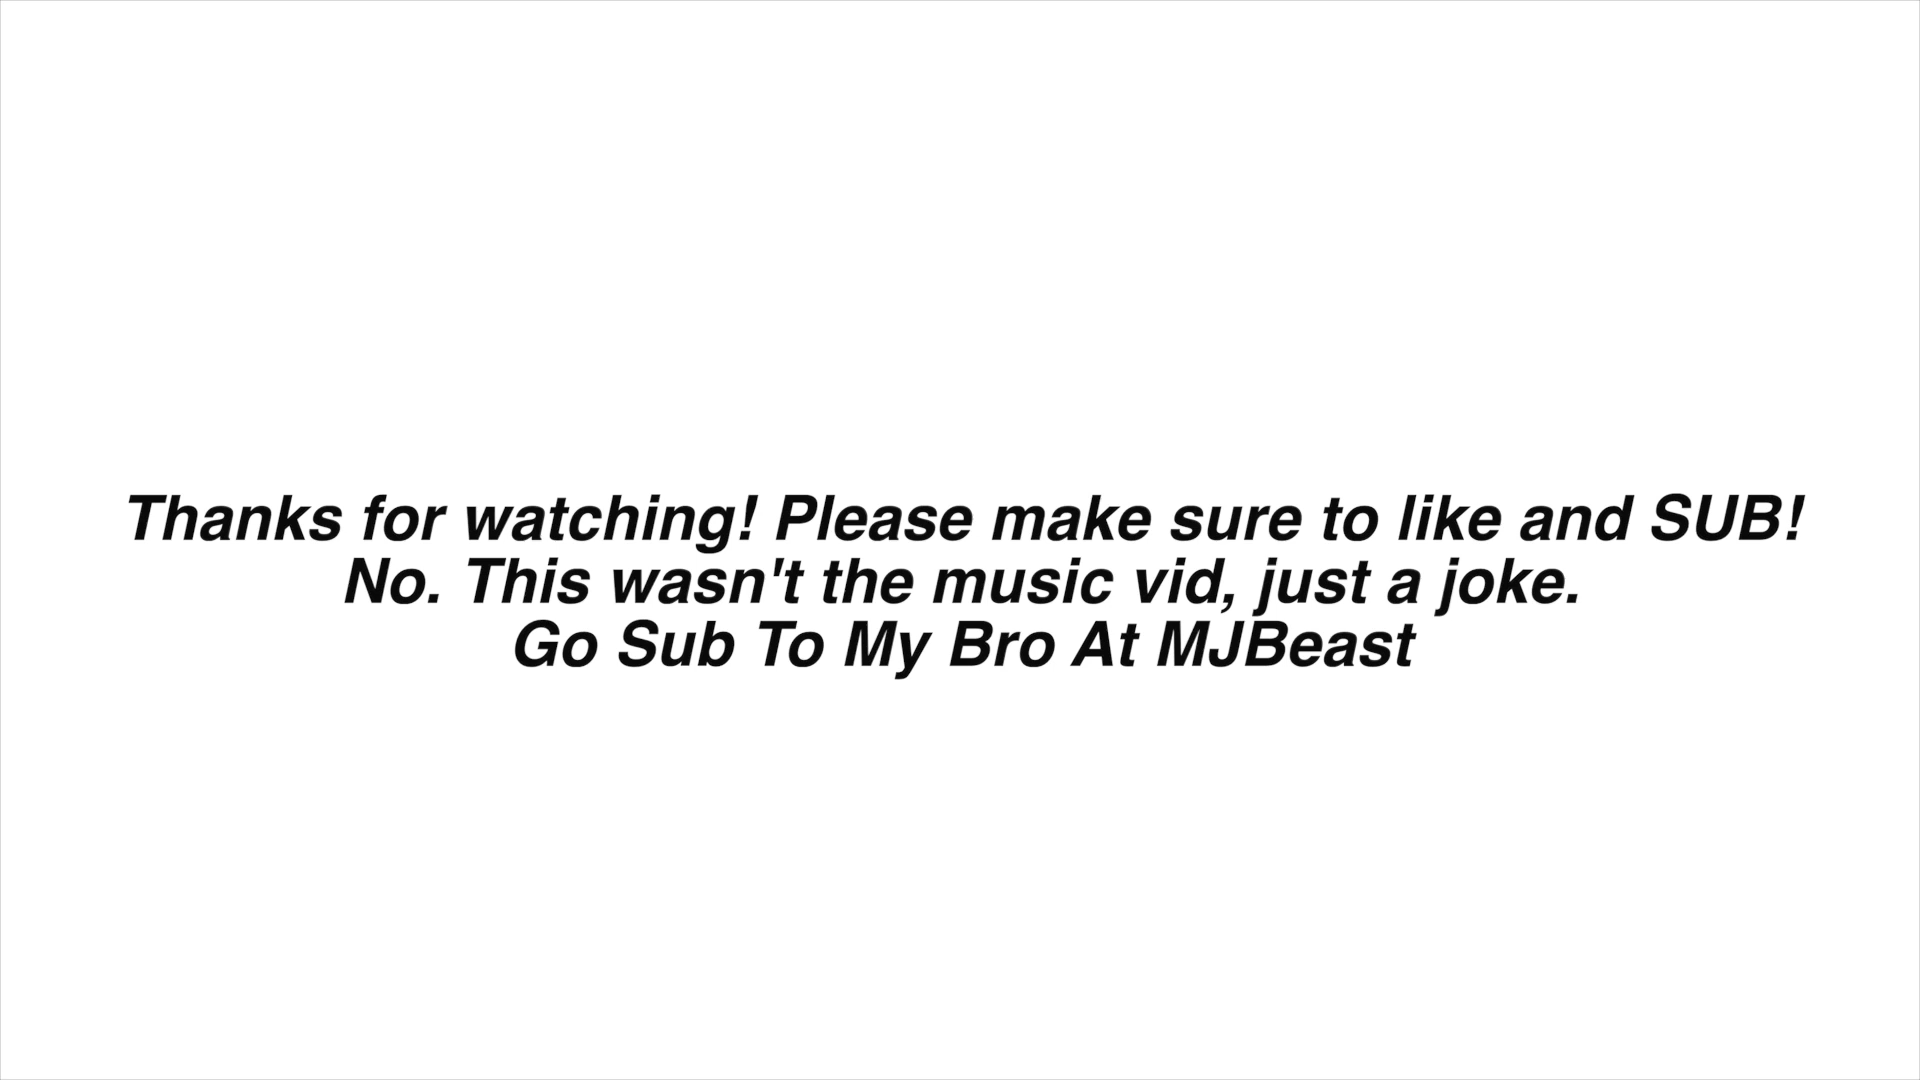 Thanks for watching! Please make sure to like and SUB!
No. This wasn't the music vid, just a joke.
Go Sub To My Bro At MJBeast